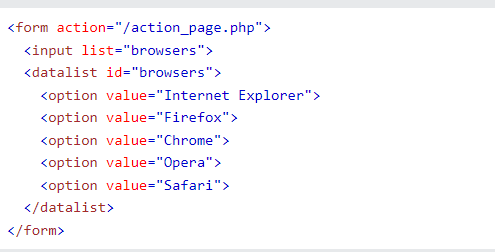 <form action="/action_page.php">
  <input list="browsers">
  <datalist id="browsers">
    <option value="Internet Explorer">
    <option value="Firefox">
    <option value="Chrome">
    <option value="Opera">
    <option value="Safari">
  </datalist>
</form>